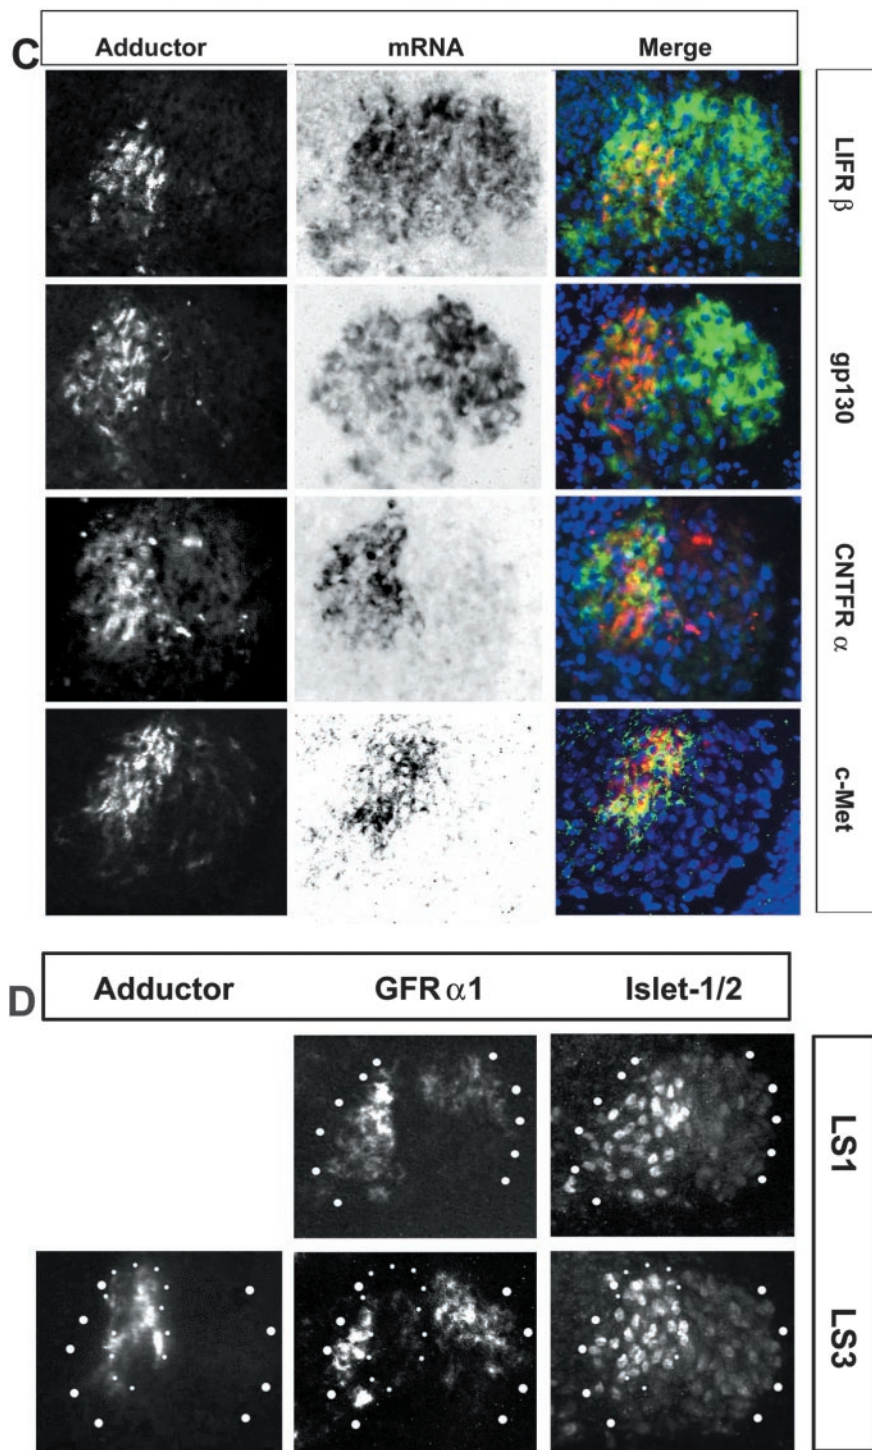 C
Adductor mRNA Merge
LIFR β
gp130
CNTFR α
c-Met
D
Adductor GFR α1 Islet-1/2
LS1
LS3